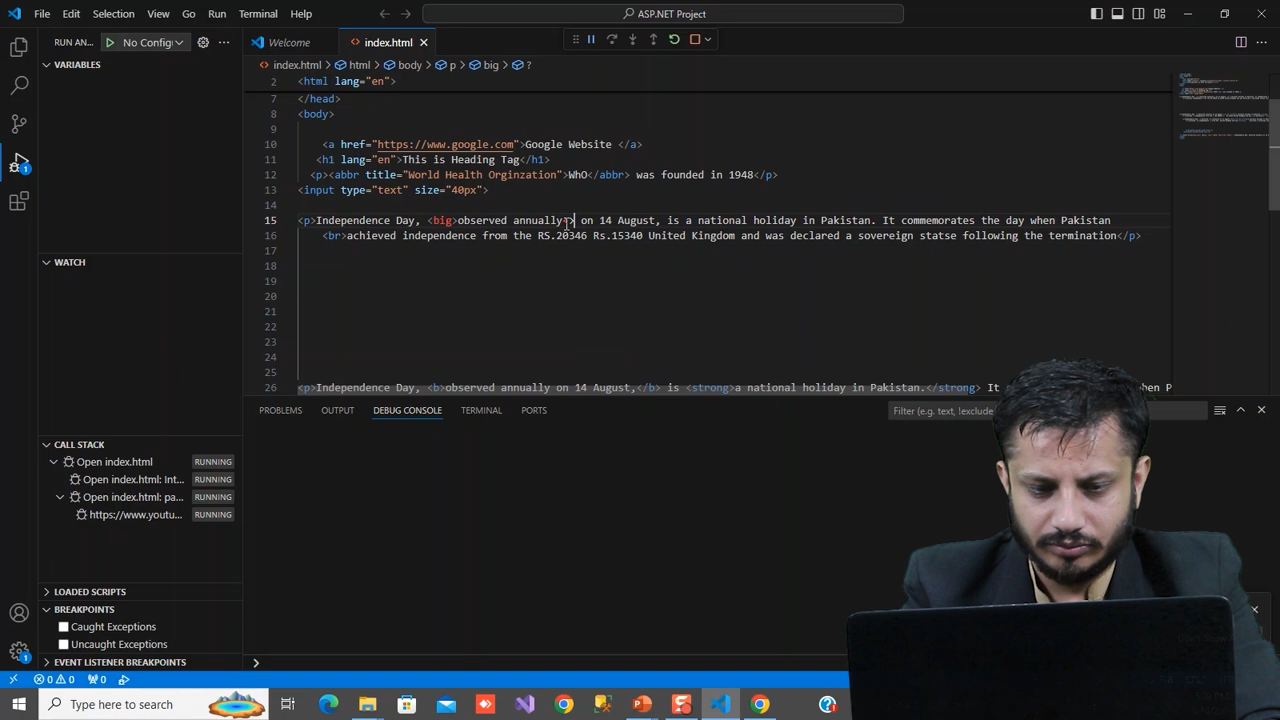 File Edit Selection View Go Run Terminal Help
ASP.NET Project
RUN AN... No Config
Welcome
index.html
VARIABLES
index.html > html > body > p > big > ?
2 <html lang="en">
7 </head>
8 <body>
9
10 <a href="https://www.google.com">Google Website </a>
11 <h1 lang="en">This is Heading Tag</h1>
12 <p><abbr title="World Health Orginzation">WhO</abbr> was founded in 1948</p>
13 <input type="text" size="40px">
14
15 <p>Independence Day, <big>observed annually<> on 14 August, is a national holiday in Pakistan. It commemorates the day when Pakistan
16 <br>achieved independence from the RS.20346 Rs.15340 United Kingdom and was declared a sovereign statse following the termination</p>
17
18
19
20
21
22
23
24
25
26 <p>Independence Day, <b>observed annually on 14 August,</b> is <strong>a national holiday in Pakistan.</strong> It
when P
WATCH
PROBLEMS OUTPUT DEBUG CONSOLE TERMINAL PORTS
Filter (e.g. text, !exclude
CALL STACK
Open index.html RUNNING
Open index.html: Int... RUNNING
Open index.html: pa... RUNNING
https://www.youtu... RUNNING
LOADED SCRIPTS
BREAKPOINTS
Caught Exceptions
Uncaught Exceptions
EVENT LISTENER BREAKPOINTS
0 0 0
Type here to search